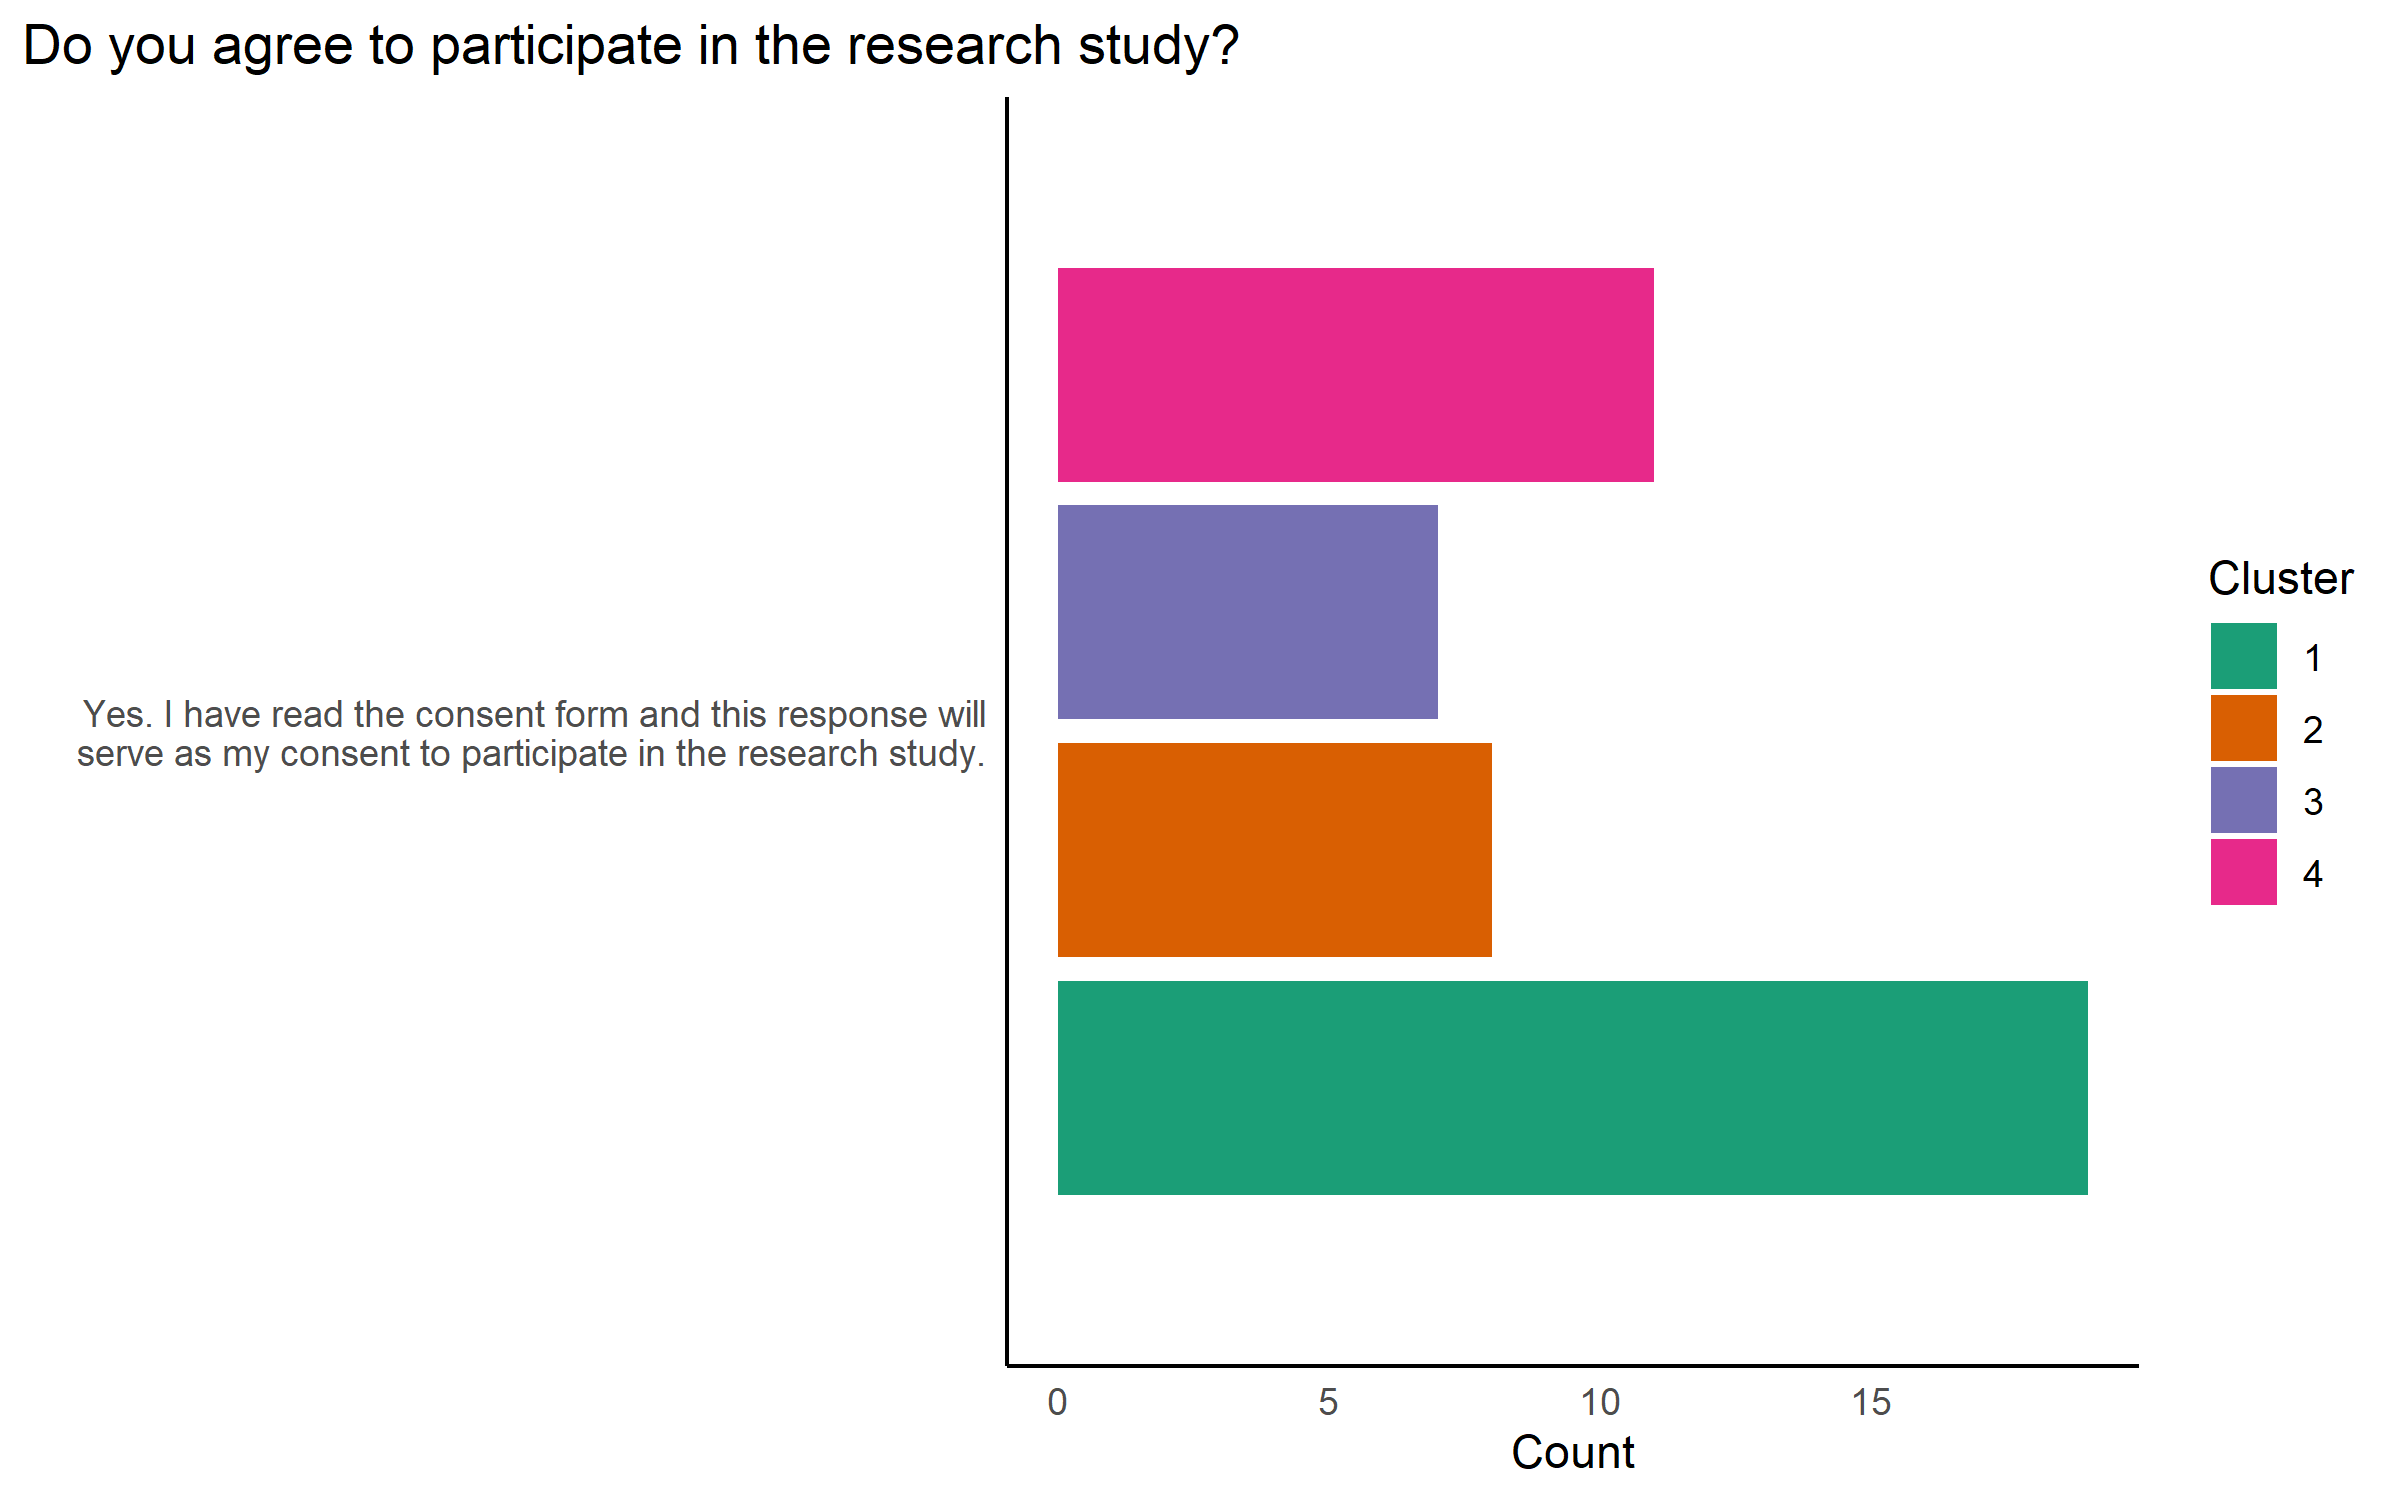 Do you agree to participate in the research study?
Yes. I have read the consent form and this response will
serve as my consent to participate in the research study.
Cluster
1
2
3
4
0 5 10 15
Count